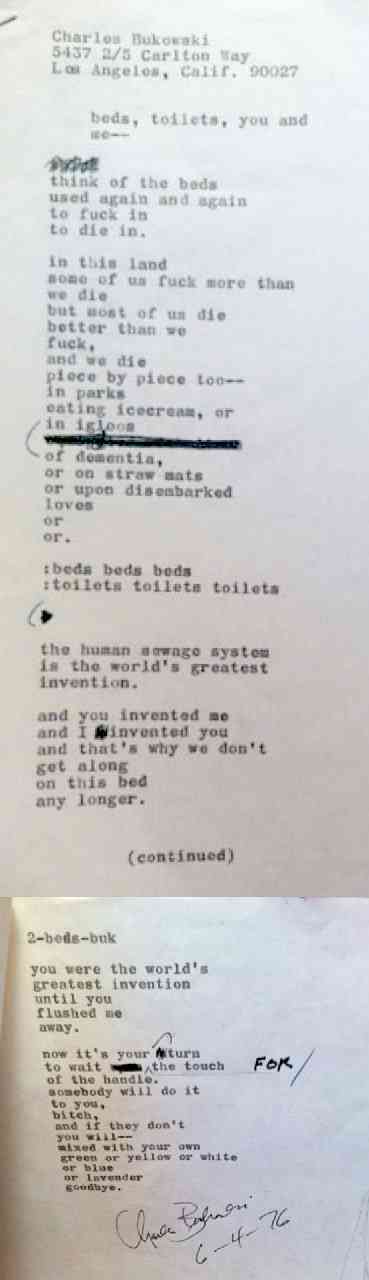 Charles Bukowski
5437 2/5 Carlton Way
Los Angeles, Calif. 90027
beds, toilets, you and
me--
think of the beds
used again and again
to fuck in
to die in.
in this land
some of us fuck more than
we die
but most of us die
better than we
fuck,
and we die
piece by piece too--
in parks
eating icecream, or
in igloos
of dementia,
or on straw mats
or upon disembarked
loves
or
or.
:beds beds beds
:toilets toilets toilets
the human sewage system
is the world's greatest
invention.
and you invented me
and I invented you
and that's why we don't
get along
on this bed
any longer.
(continued)
2-beds-buk
you were the world's
greatest invention
until you
flushed me
away.
now it's your turn
to wait the touch FOR/
of the handle.
somebody will do it
to you,
bitch,
and if they don't
you will--
mixed with your own
green or yellow or white
or blue
or lavender
goodbye.
Charles Bukowski
6-4-76